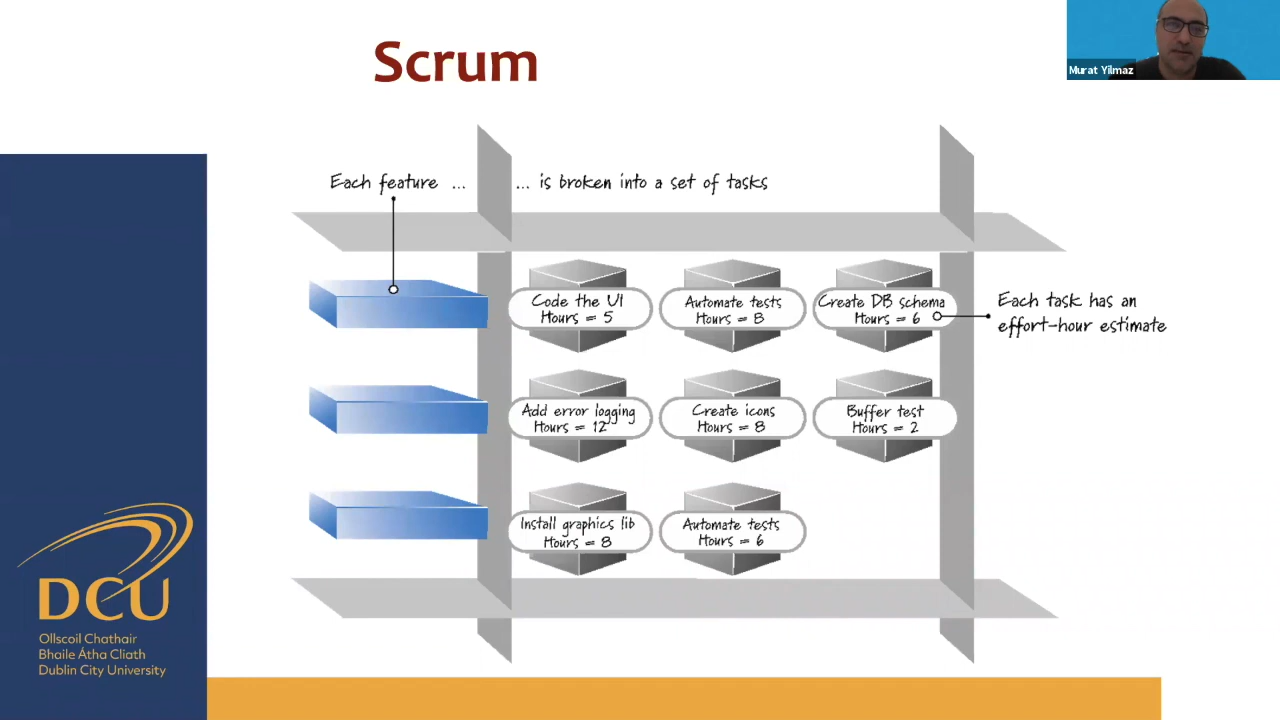 Scrum
Murat Yilmaz
Each feature ...
... is broken into a set of tasks
Code the UI
Hours = 5
Automate tests
Hours = 8
Create DB schema
Hours = 6
Each task has an
effort-hour estimate
Add error logging
Hours = 12
Create icons
Hours = 8
Buffer test
Hours = 2
Install graphics lib
Hours = 8
Automate tests
Hours = 6
DCU
Ollscoil Chathair
Bhaile Átha Cliath
Dublin City University